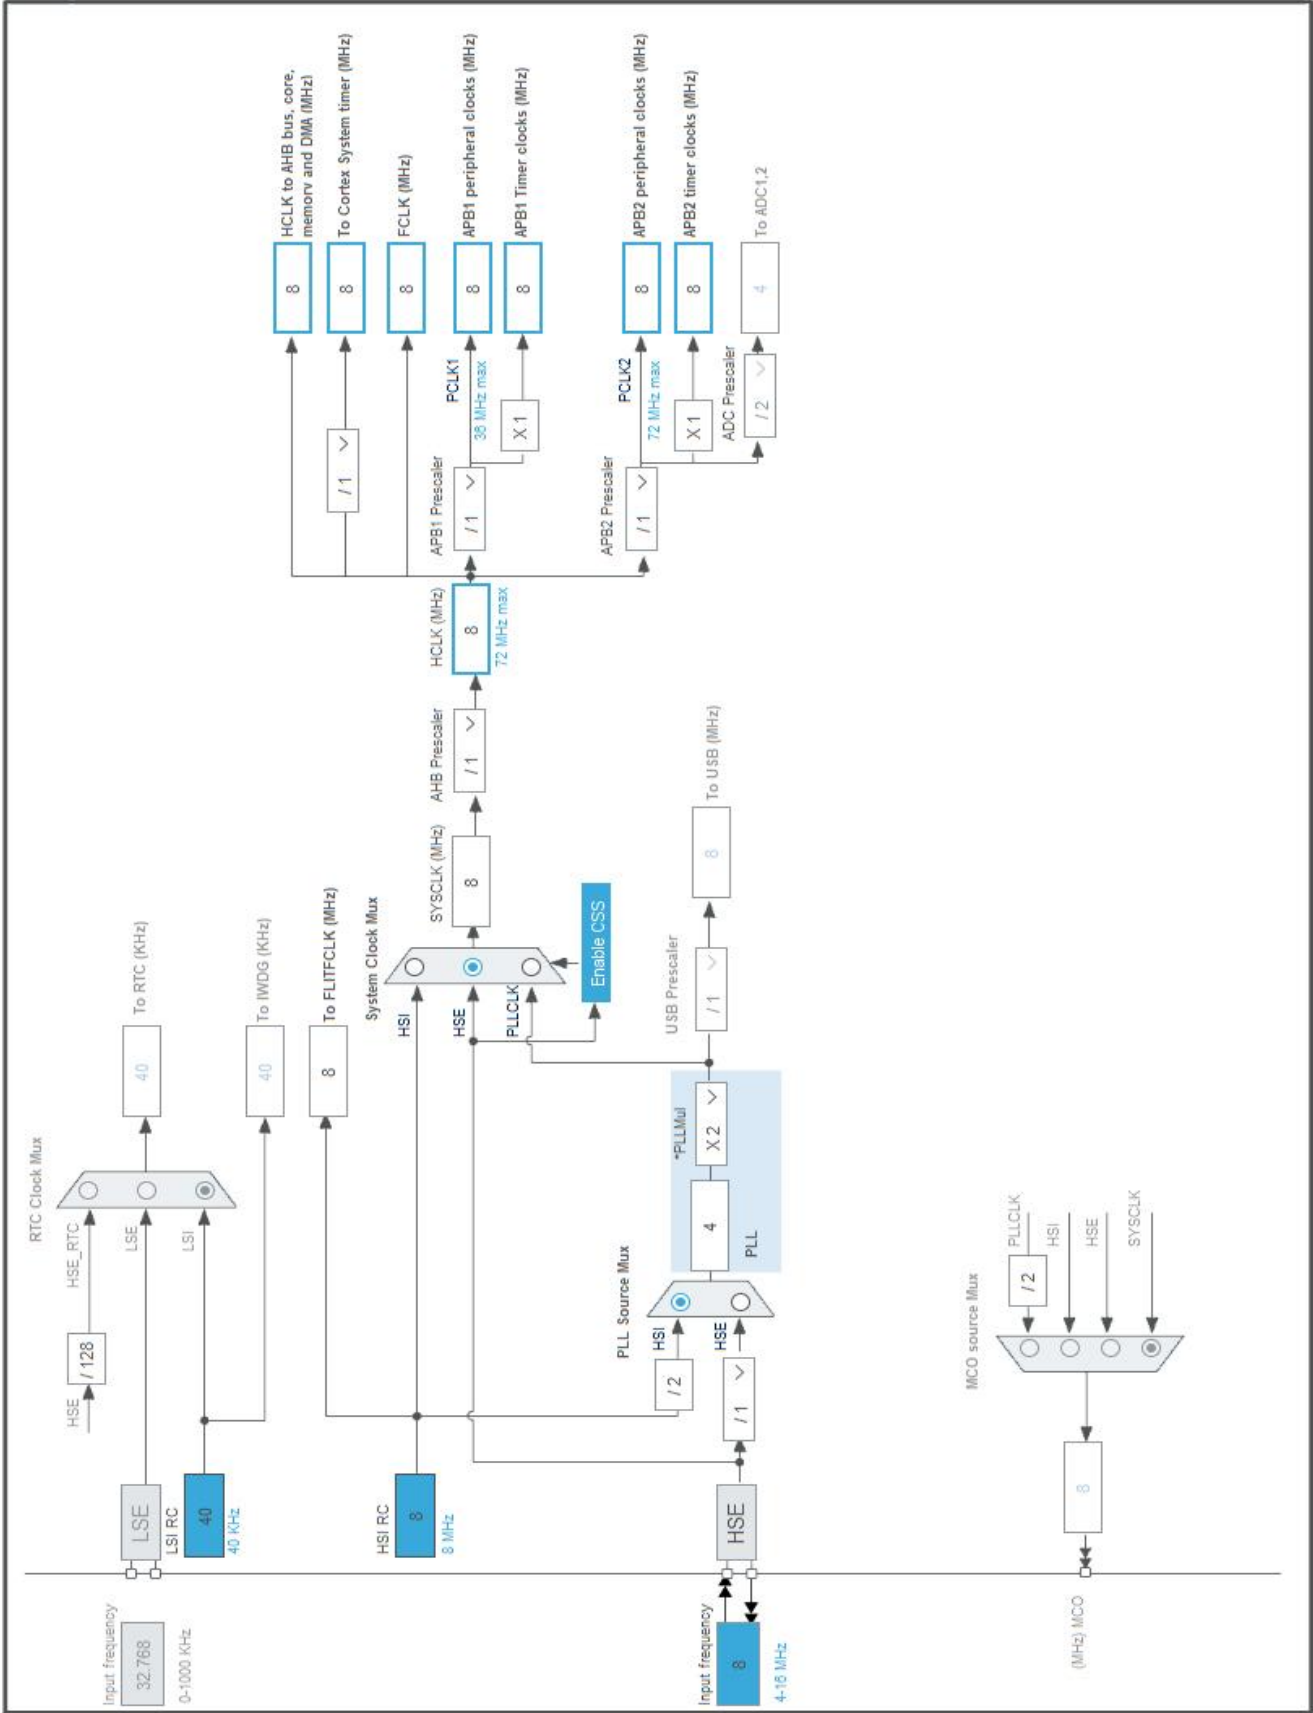 RTC Clock Mux
HSE
/ 128
HSE_RTC
Input frequency
32.768
0-1000 KHz
LSE
LSE
40
To RTC (KHz)
LSI RC
40
40 KHz
LSI
40
To IWDG (KHz)
8
To FLITFCLK (MHz)
HSI RC
8
8 MHz
System Clock Mux
HSI
HSE
PLLCLK
Enable CSS
SYSCLK (MHz)
8
AHB Prescaler
/ 1
HCLK (MHz)
8
72 MHz max
8
HCLK to AHB bus, core,
memory and DMA (MHz)
/ 1
8
To Cortex System timer (MHz)
8
FCLK (MHz)
APB1 Prescaler
/ 1
PCLK1
36 MHz max
8
APB1 peripheral clocks (MHz)
X 1
8
APB1 Timer clocks (MHz)
APB2 Prescaler
/ 1
PCLK2
72 MHz max
8
APB2 peripheral clocks (MHz)
X 1
8
APB2 timer clocks (MHz)
ADC Prescaler
/ 2
4
To ADC1,2
PLL Source Mux
/ 2
HSI
HSE
/ 1
Input frequency
8
4-16 MHz
HSE
4
PLL
*PLLMul
X 2
USB Prescaler
/ 1
8
To USB (MHz)
MCO source Mux
/ 2
PLLCLK
HSI
HSE
SYSCLK
8
(MHz) MCO